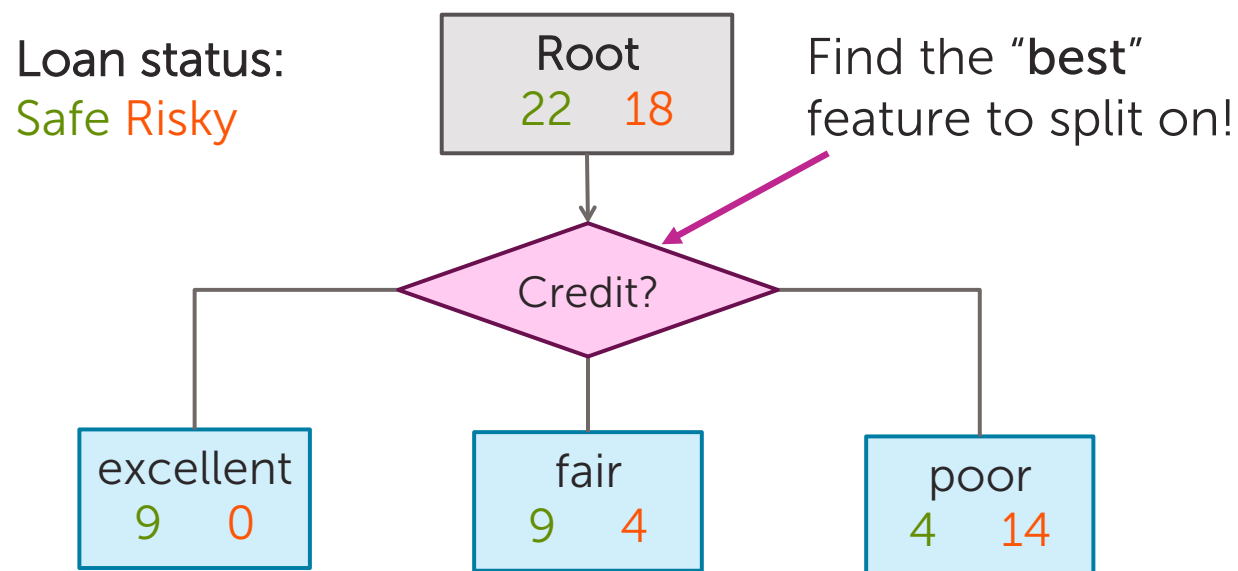 Loan status:
Safe Risky
Root
22 18
Find the “best”
feature to split on!
Credit?
excellent
9 0
fair
9 4
poor
4 14